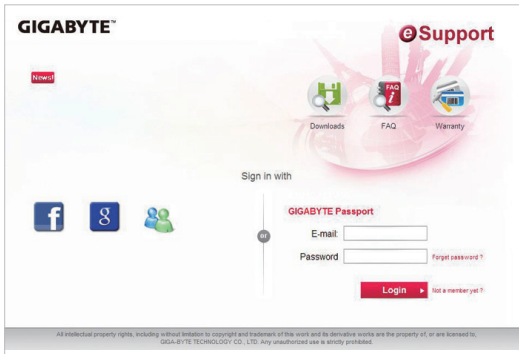 GIGABYTE™
eSupport
News!
FAQ
Downloads
FAQ
Warranty
Sign in with
f
g
or
GIGABYTE Passport
E-mail:
Password
Forget password ?
Login
Not a member yet ?
All intellectual property rights, including without limitation to copyright and trademark of this work and its derivative works are the property of, or are licensed to,
GIGA-BYTE TECHNOLOGY CO., LTD. Any unauthorized use is strictly prohibited.